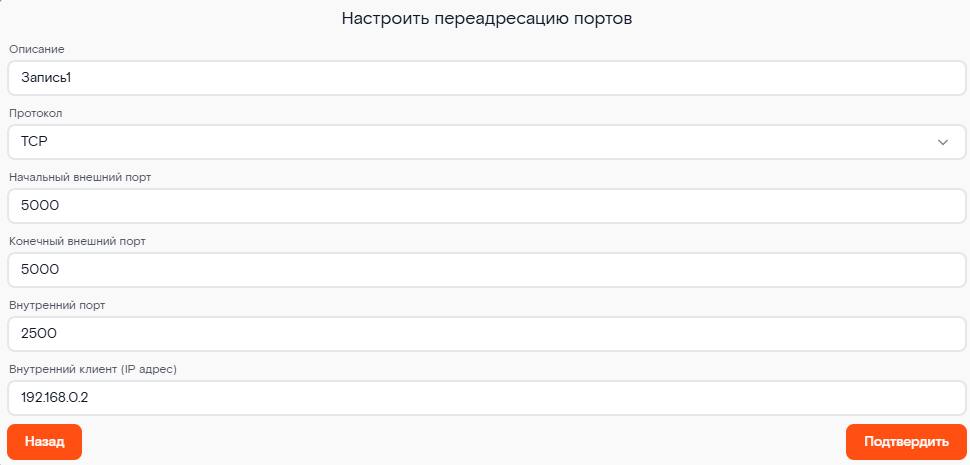 Настроить переадресацию портов
Описание
Запись1
Протокол
TCP
Начальный внешний порт
5000
Конечный внешний порт
5000
Внутренний порт
2500
Внутренний клиент (IP адрес)
192.168.0.2
Назад
Подтвердить